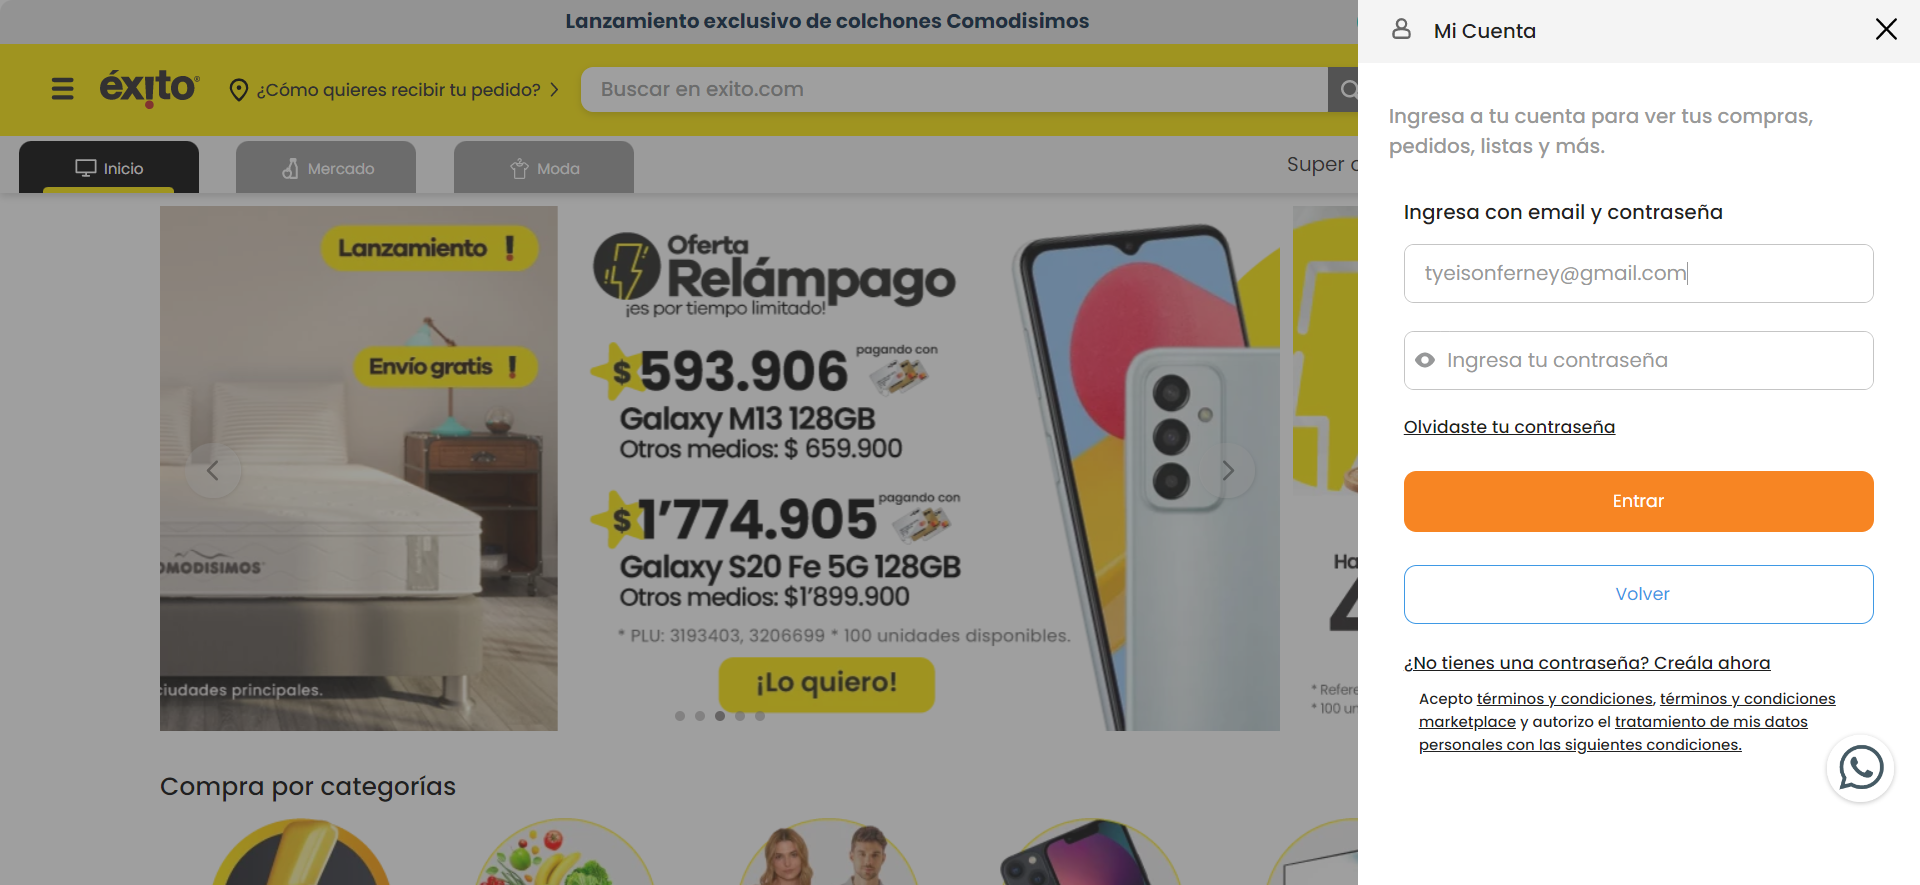 Lanzamiento exclusivo de colchones Comodisimos
éxito
¿Cómo quieres recibir tu pedido?
Buscar en exito.com
Inicio
Mercado
Moda
Super
Lanzamiento !
Envío gratis !
OMODISIMOS
ciudades principales.
Oferta
Relámpago
¡es por tiempo limitado!
$593.906
pagando con
Galaxy M13 128GB
Otros medios: $ 659.900
$1'774.905
pagando con
Galaxy S20 Fe 5G 128GB
Otros medios: $1'899.900
* PLU: 3193403, 3206699 * 100 unidades disponibles.
¡Lo quiero!
Ha
4
* Refere
* 100 un
Compra por categorías
Mi Cuenta
Ingresa a tu cuenta para ver tus compras,
pedidos, listas y más.
Ingresa con email y contraseña
tyeisonferney@gmail.com
Ingresa tu contraseña
Olvidaste tu contraseña
Entrar
Volver
¿No tienes una contraseña? Creála ahora
Acepto términos y condiciones, términos y condiciones
marketplace y autorizo el tratamiento de mis datos
personales con las siguientes condiciones.